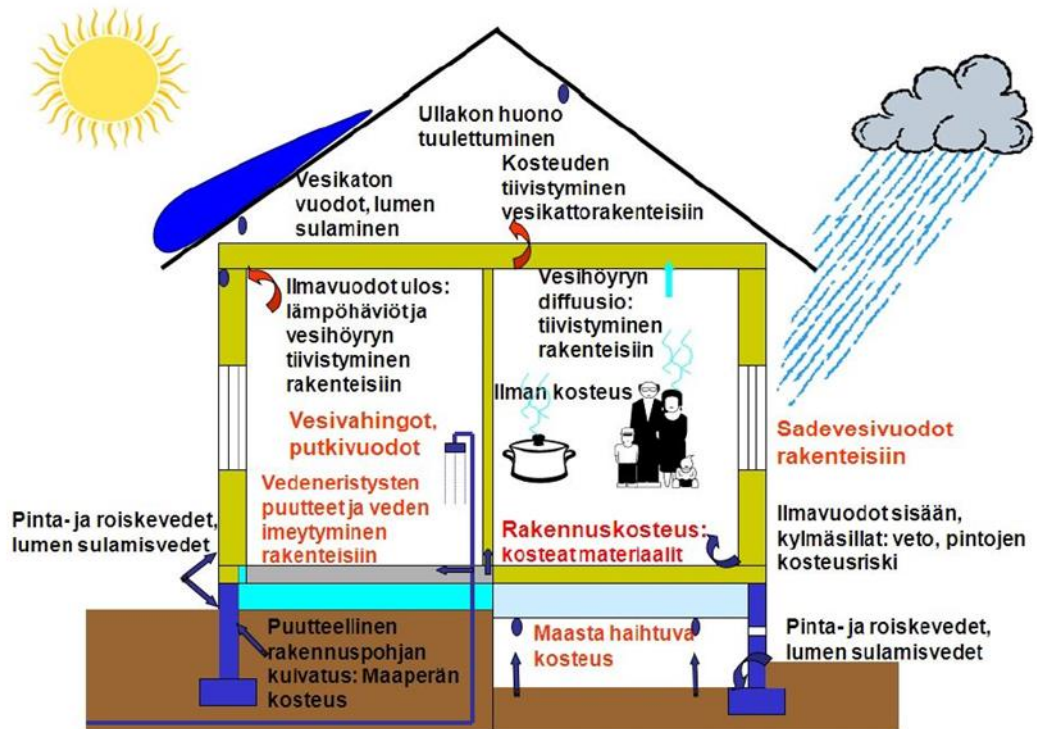 Ullakon huono
tuulettuminen
Vesikaton
vuodot, lumen
sulaminen
Kosteuden
tiivistyminen
vesikattorakenteisiin
Ilmavuodot ulos:
lämpöhäviöt ja
vesihöyryn
tiivistyminen
rakenteisiin
Vesihöyryn
diffuusio:
tiivistyminen
rakenteisiin
Ilman kosteus
Vesivahingot,
putkivuodot
Sadevesivuodot
rakenteisiin
Vedeneristysten
puutteet ja veden
imeytyminen
rakenteisiin
Pinta- ja roiskevedet,
lumen sulamisvedet
Rakennuskosteus:
kosteat materiaalit
Ilmavuodot sisään,
kylmäsillat: veto, pintojen
kosteusriski
Puutteellinen
rakennuspohjan
kuivatus: Maaperän
kosteus
Maasta haihtuva
kosteus
Pinta- ja roiskevedet,
lumen sulamisvedet